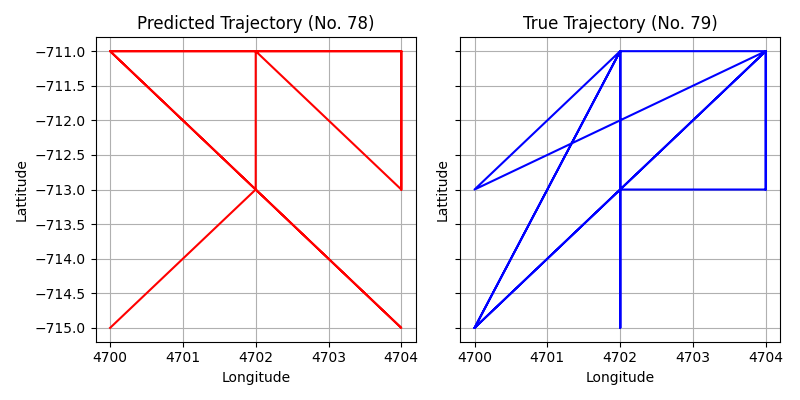 Predicted Trajectory (No. 78)
True Trajectory (No. 79)
−711.0
−711.5
−712.0
−712.5
−713.0
−713.5
−714.0
−714.5
−715.0
Lattitude
Lattitude
4700 4701 4702 4703 4704
4700 4701 4702 4703 4704
Longitude
Longitude